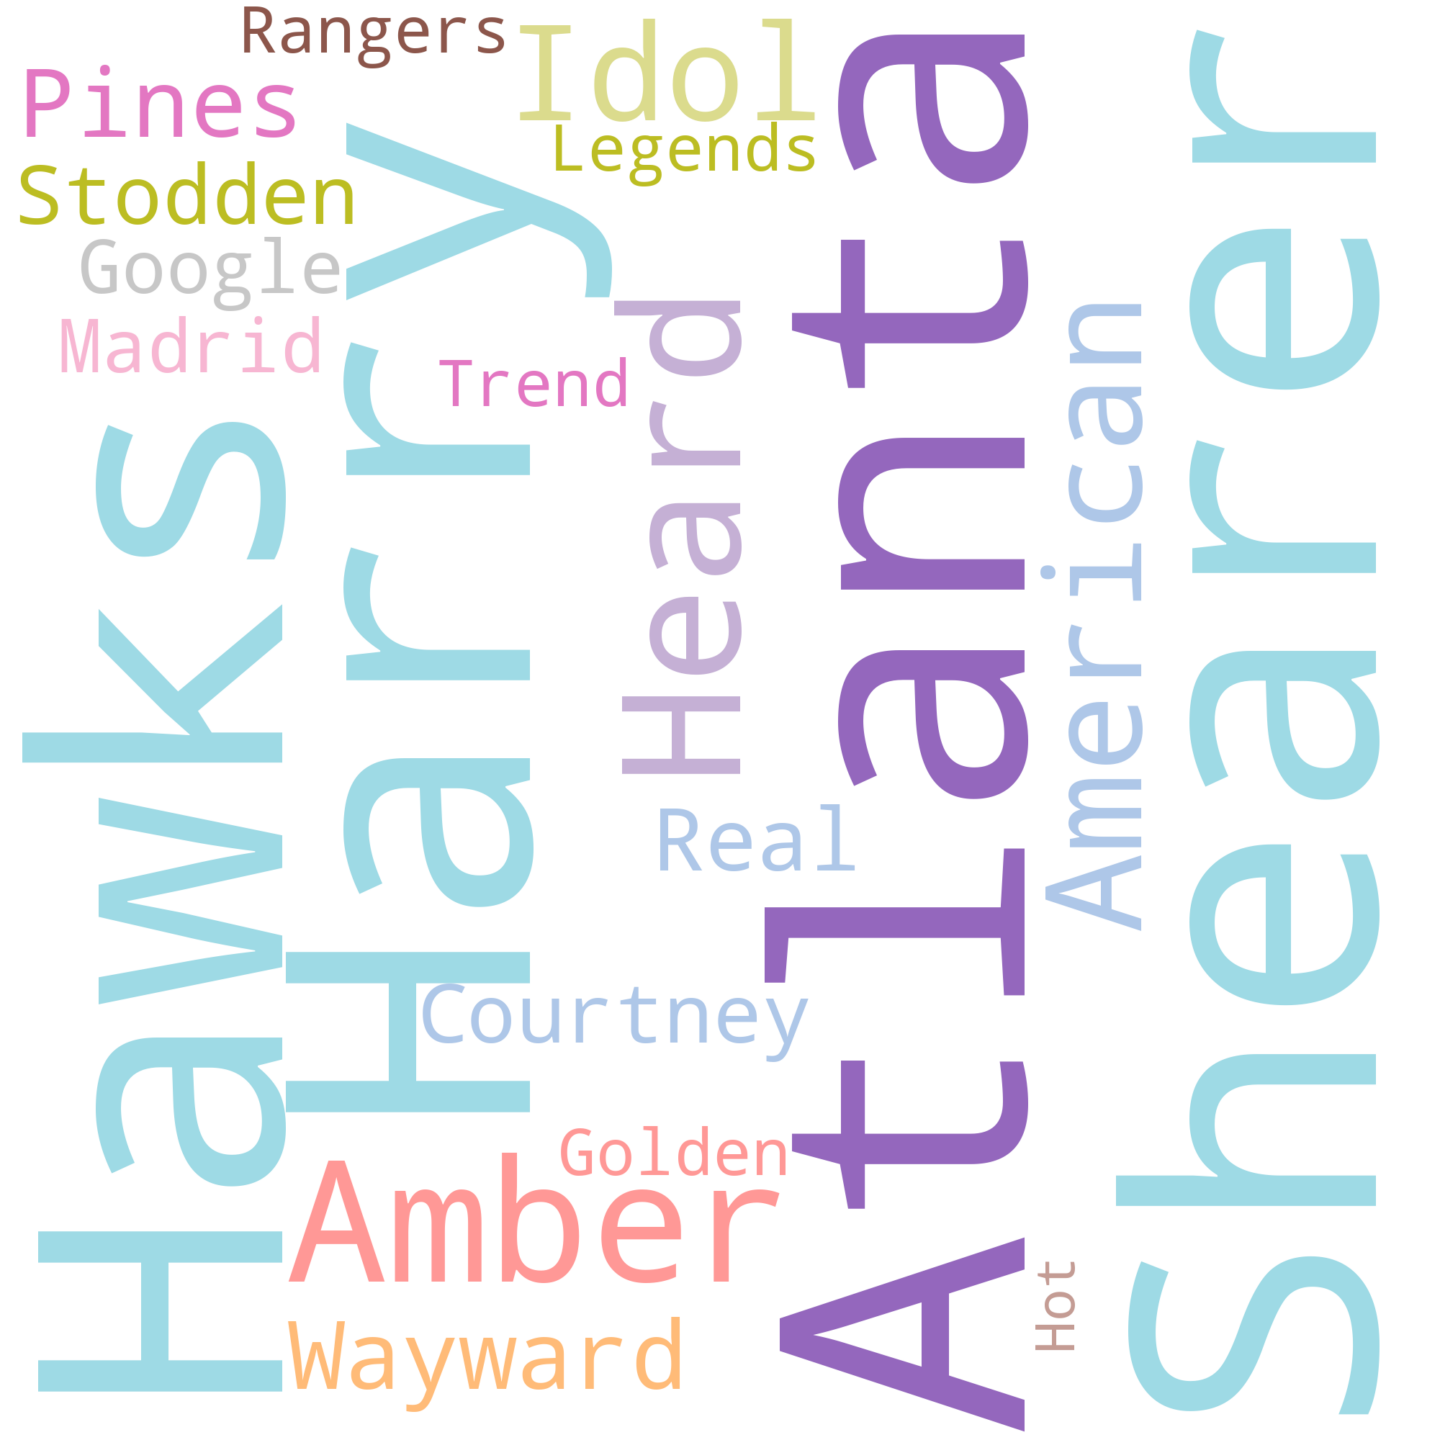 Rangers
Idol
Pines
Legends
Stodden
Google
Madrid
Trend
Hawks
Harry
Heard
Atlanta
American
Shearer
Real
Courtney
Golden
Amber
Hot
Wayward